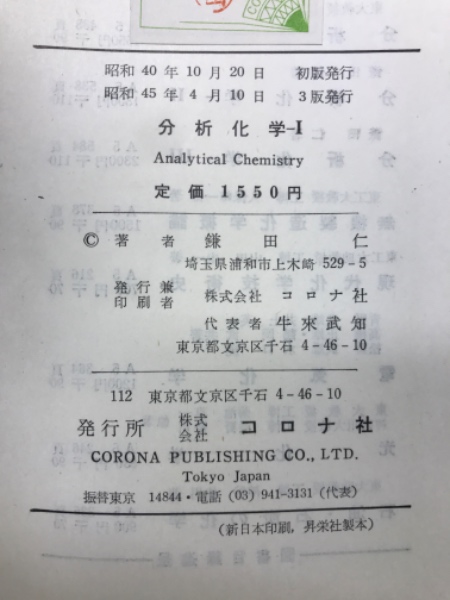 昭和 40 年 10 月 20 日 初版発行
昭和 45 年 4 月 10 日 3 版発行
分析化学-I
Analytical Chemistry
定価 1550円
© 著者 鎌田仁
埼玉県浦和市上木崎 529-5
発行兼印刷者 株式会社 コロナ社
代表者 牛來武知
東京都文京区千石 4-46-10
112 東京都文京区千石 4-46-10
発行所 株式会社 コロナ社
CORONA PUBLISHING CO., LTD.
Tokyo Japan
振替東京 14844・電話 (03) 941-3131 (代表)
(新日本印刷, 昇栄社製本)